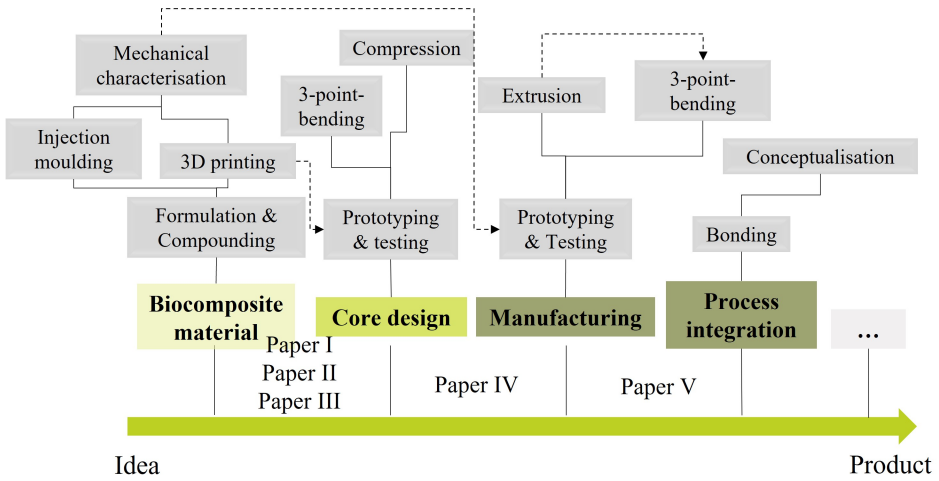 Mechanical
characterisation
Compression
3-point-
bending
Extrusion
3-point-
bending
Injection
moulding
3D printing
Conceptualisation
Formulation &
Compounding
Prototyping
& testing
Prototyping
& Testing
Bonding
Biocomposite
material
Core design
Manufacturing
Process
integration
...
Paper I
Paper II
Paper III
Paper IV
Paper V
Idea
Product